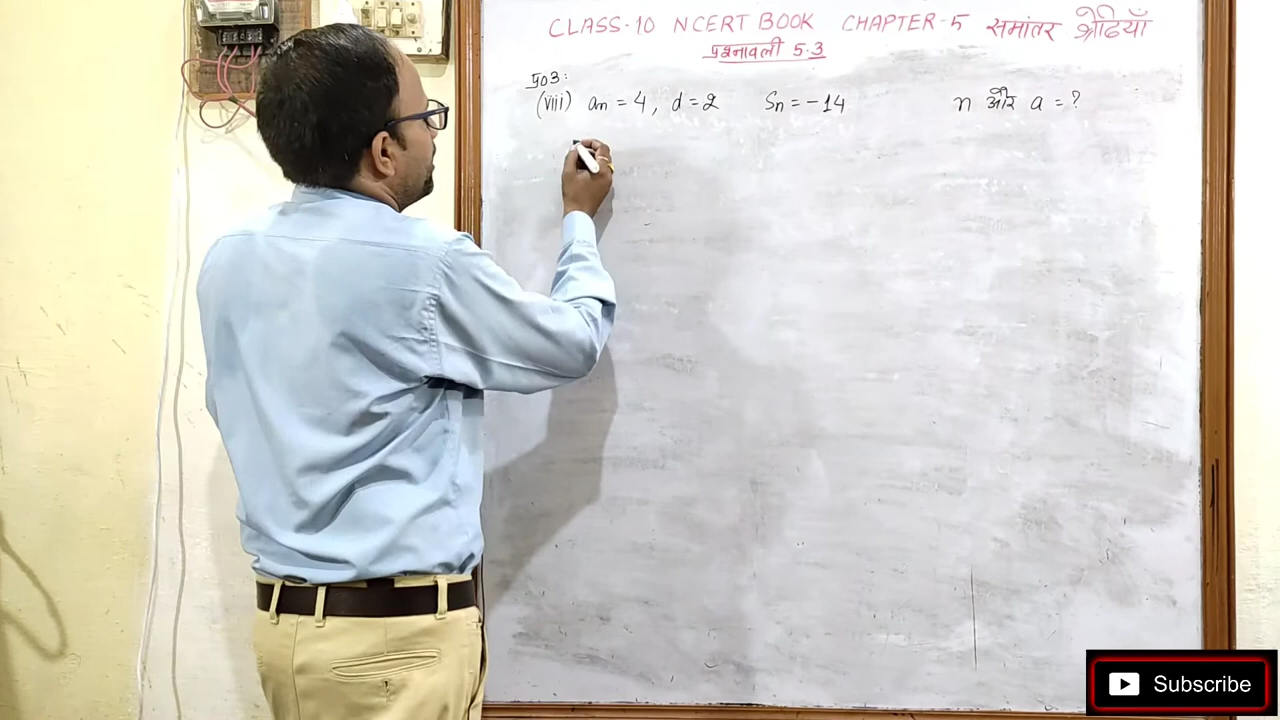 CLASS-10 NCERT BOOK CHAPTER-5 समांतर श्रेढियाँ
प्रश्नावली 5.3
प्र03:
(viii) an = 4, d = 2 Sn = -14 n और a = ?
Subscribe